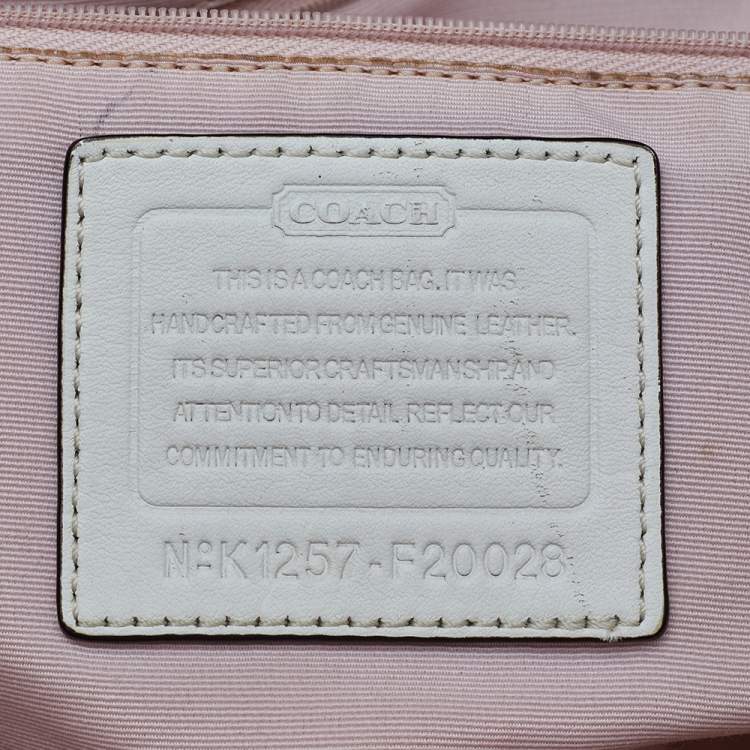 COACH
THIS IS A COACH BAG. IT WAS
HANDCRAFTED FROM GENUINE LEATHER.
ITS SUPERIOR CRAFTSMANSHIP AND
ATTENTION TO DETAIL REFLECT OUR
COMMITMENT TO ENDURING QUALITY.
No K1257-F20028